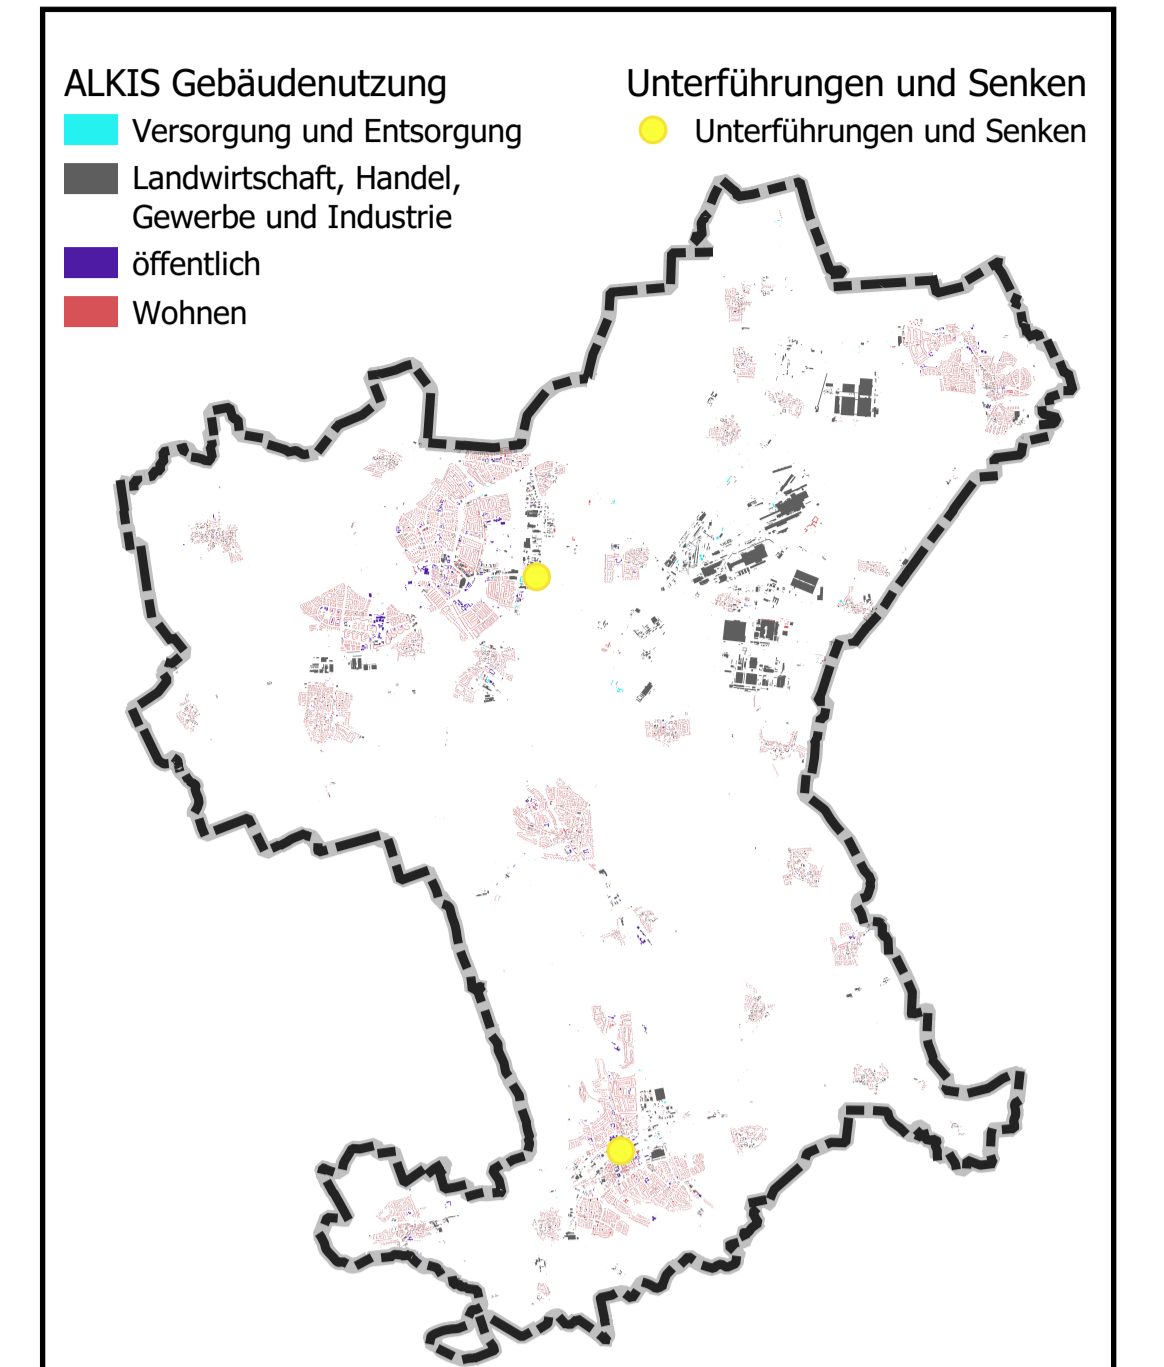 ALKIS Gebäudenutzung
Versorgung und Entsorgung
Landwirtschaft, Handel,
Gewerbe und Industrie
öffentlich
Wohnen
Unterführungen und Senken
Unterführungen und Senken